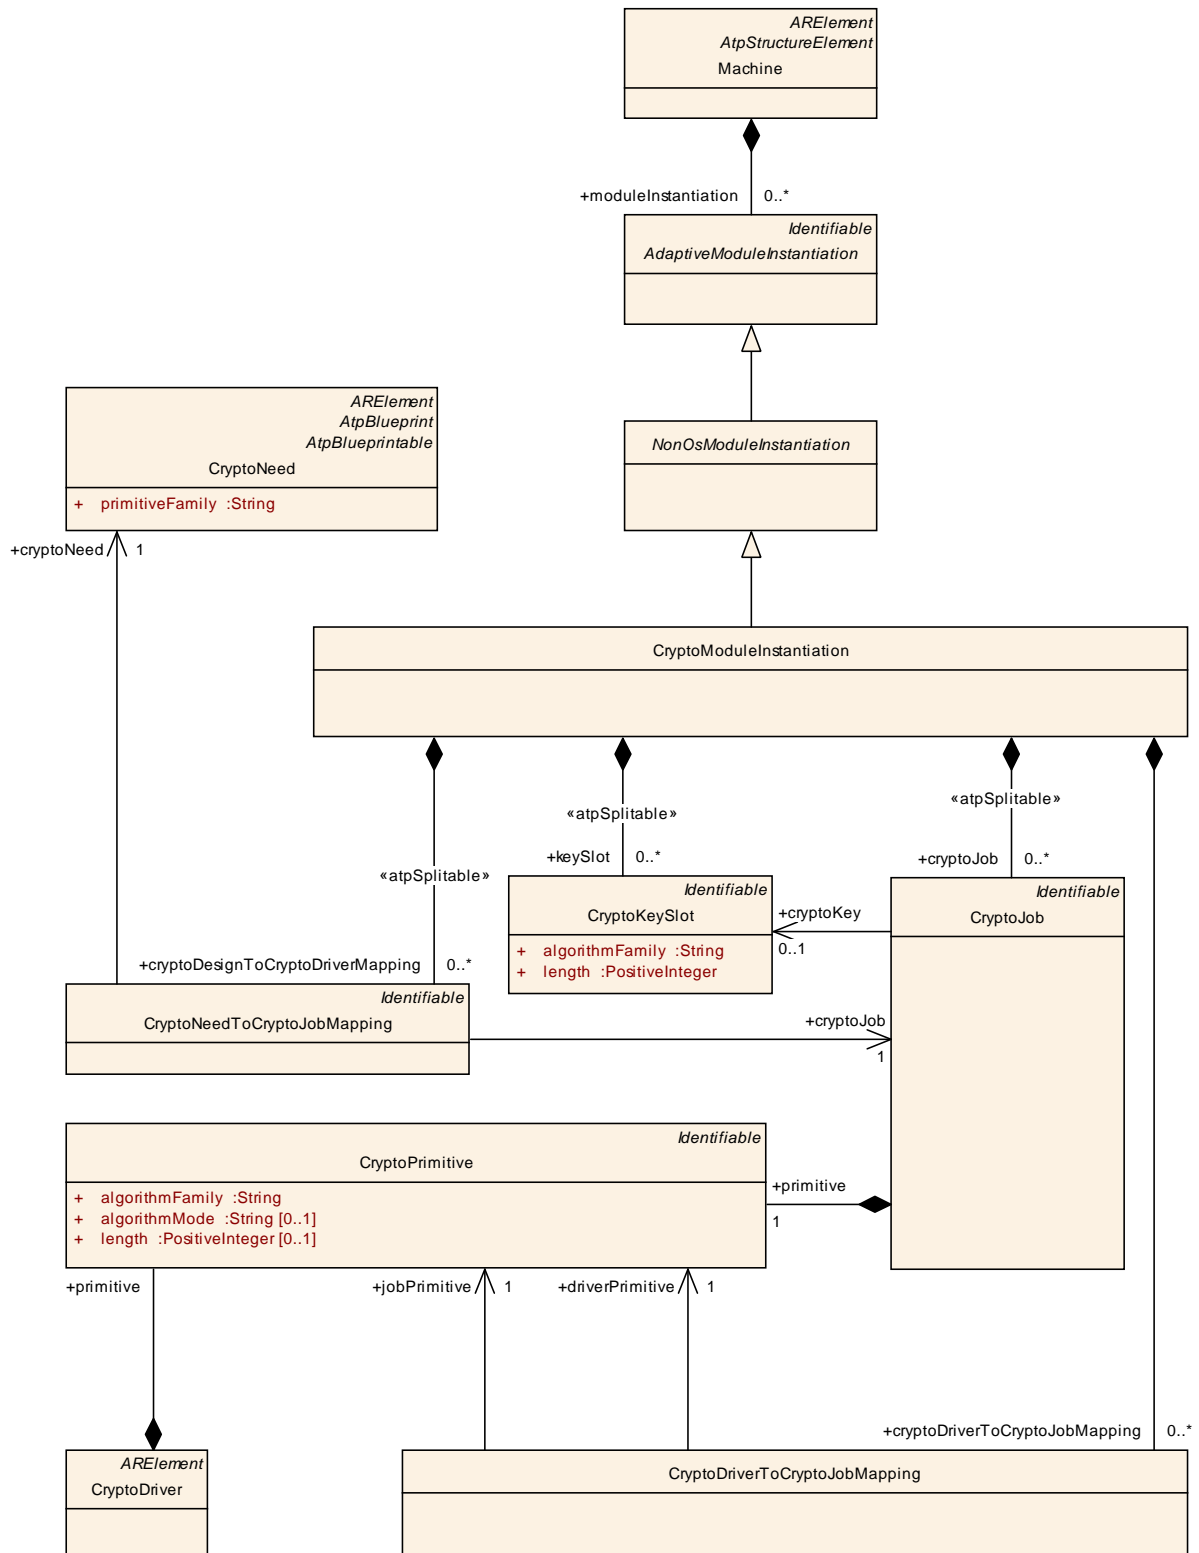 ARElement
AtpStructureElement
Machine
+moduleInstantiation 0..*
Identifiable
AdaptiveModuleInstantiation
ARElement
AtpBlueprint
AtpBlueprintable
CryptoNeed
+ primitiveFamily :String
NonOsModuleInstantiation
+cryptoNeed 1
CryptoModuleInstantiation
«atpSplitable»
«atpSplitable»
+keySlot 0..*
+cryptoJob 0..*
«atpSplitable»
Identifiable
CryptoKeySlot
+ algorithmFamily :String
+ length :PositiveInteger
+cryptoKey
0..1
Identifiable
CryptoJob
+cryptoDesignToCryptoDriverMapping 0..*
Identifiable
CryptoNeedToCryptoJobMapping
+cryptoJob
1
Identifiable
CryptoPrimitive
+ algorithmFamily :String
+ algorithmMode :String [0..1]
+ length :PositiveInteger [0..1]
+primitive
1
+primitive
+jobPrimitive 1
+driverPrimitive 1
+cryptoDriverToCryptoJobMapping 0..*
ARElement
CryptoDriver
CryptoDriverToCryptoJobMapping